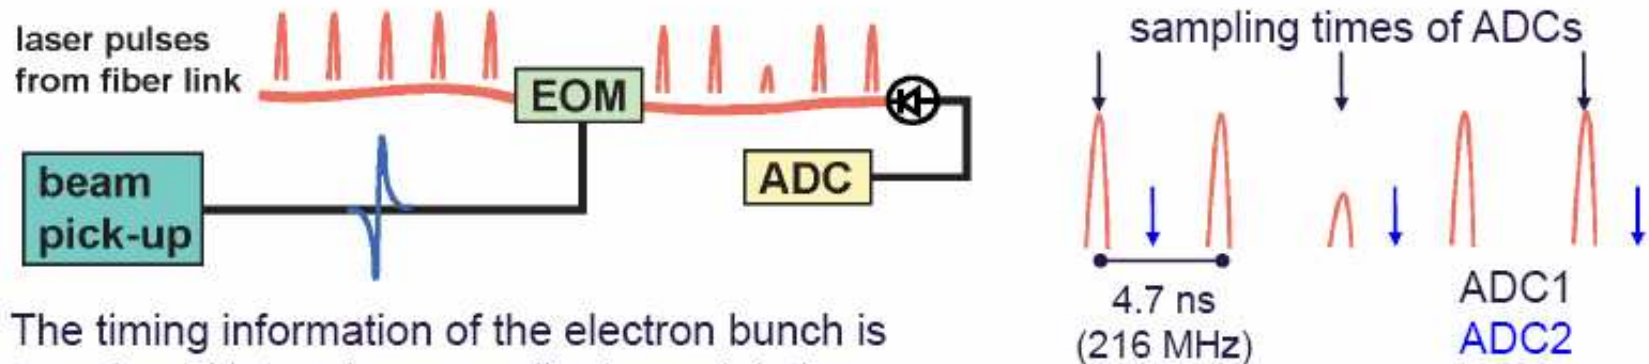 laser pulses
from fiber link
EOM
beam
pick-up
ADC
sampling times of ADCs
4.7 ns
(216 MHz)
ADC1
ADC2
The timing information of the electron bunch is